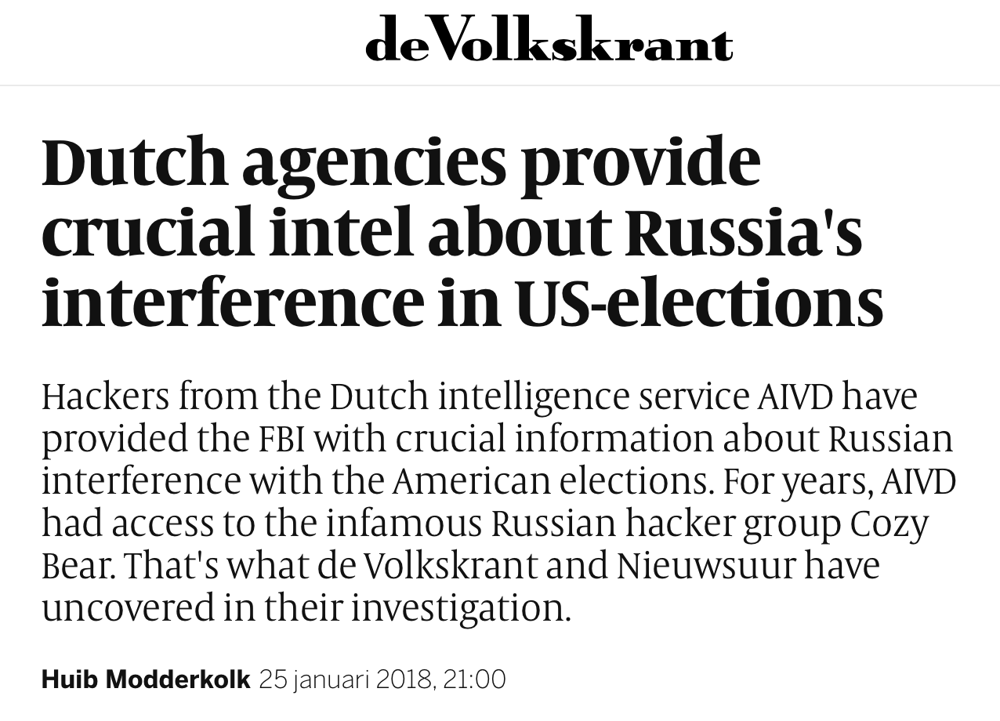 deVolkskrant
Dutch agencies provide
crucial intel about Russia's
interference in US-elections
Hackers from the Dutch intelligence service AIVD have
provided the FBI with crucial information about Russian
interference with the American elections. For years, AIVD
had access to the infamous Russian hacker group Cozy
Bear. That's what de Volkskrant and Nieuwsuur have
uncovered in their investigation.
Huib Modderkolk 25 januari 2018, 21:00